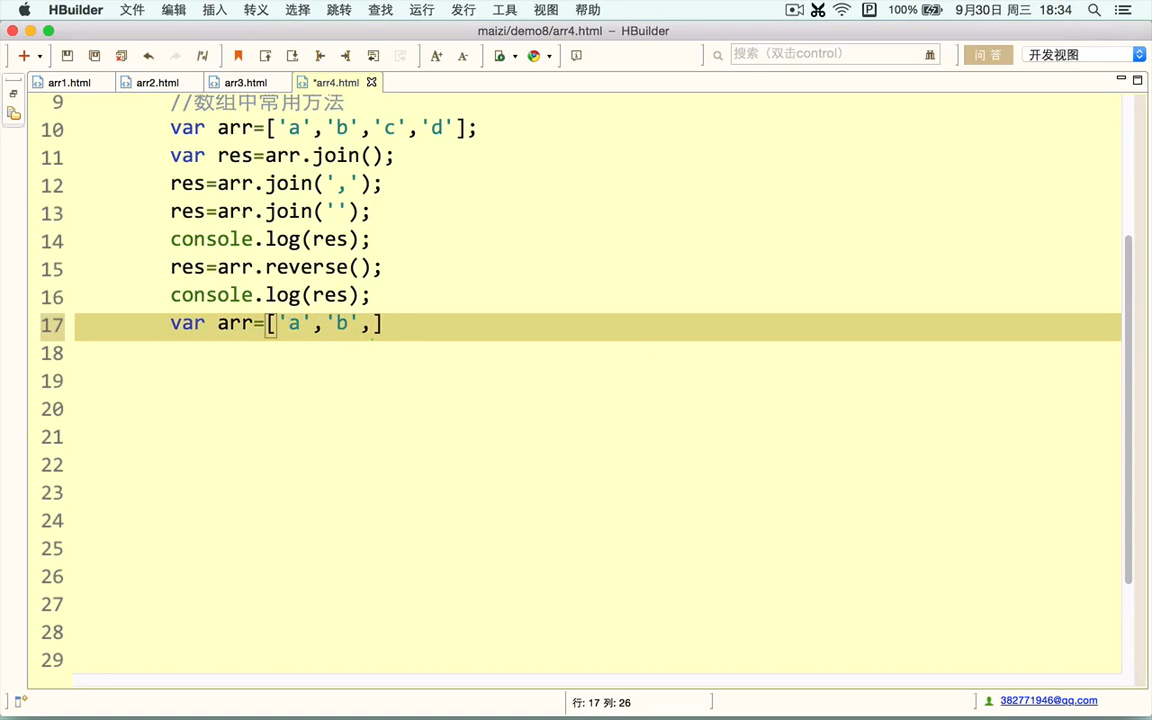 HBuilder 文件 编辑 插入 转义 选择 跳转 查找 运行 发行 工具 视图 帮助 100% 9月30日 周三 18:34
maizi/demo8/arr4.html – HBuilder
搜索（双击control） 问 答 开发视图
arr1.html arr2.html arr3.html *arr4.html
9 //数组中常用方法
10 var arr=['a','b','c','d'];
11 var res=arr.join();
12 res=arr.join(',');
13 res=arr.join('');
14 console.log(res);
15 res=arr.reverse();
16 console.log(res);
17 var arr=['a','b',]
18
19
20
21
22
23
24
25
26
27
28
29
行: 17 列: 26 382771946@qq.com